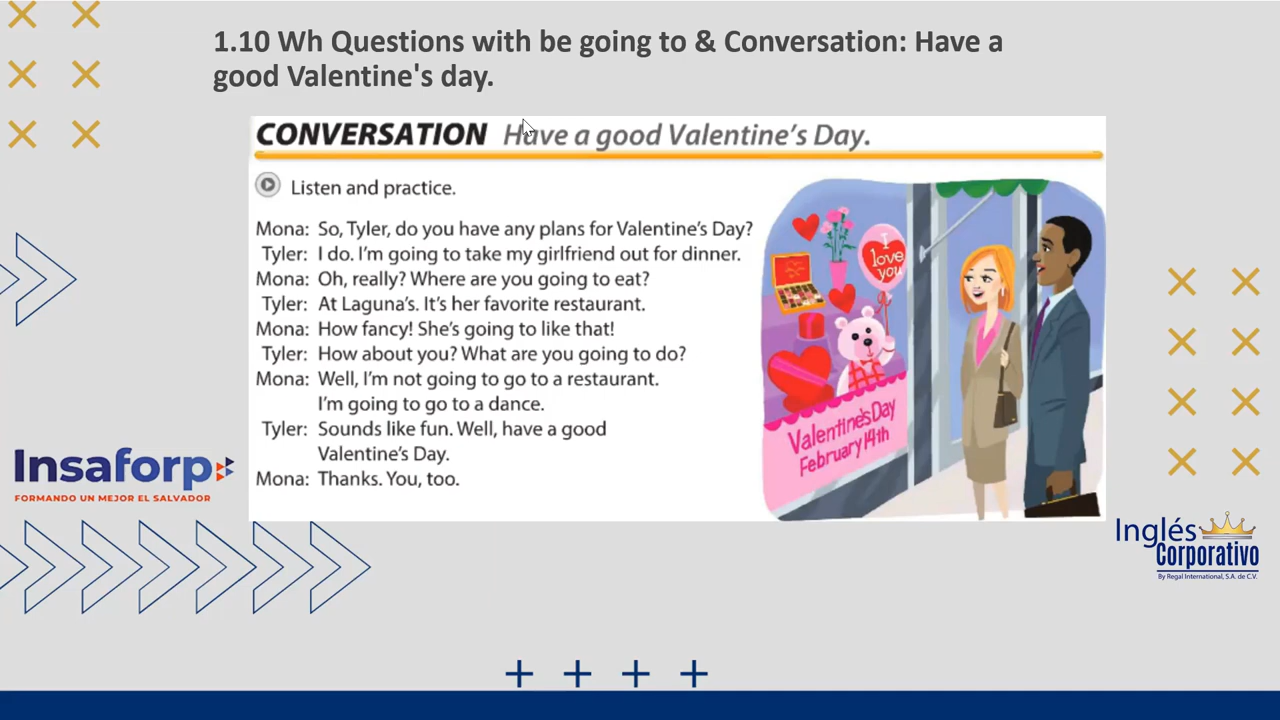 1.10 Wh Questions with be going to & Conversation: Have a
good Valentine's day.
CONVERSATION Have a good Valentine's Day.
Listen and practice.
Mona: So, Tyler, do you have any plans for Valentine's Day?
Tyler: I do. I'm going to take my girlfriend out for dinner.
Mona: Oh, really? Where are you going to eat?
Tyler: At Laguna's. It's her favorite restaurant.
Mona: How fancy! She's going to like that!
Tyler: How about you? What are you going to do?
Mona: Well, I'm not going to go to a restaurant.
I'm going to go to a dance.
Tyler: Sounds like fun. Well, have a good
Valentine's Day.
Mona: Thanks. You, too.
I
love
you
Valentine's Day
February 14th
Insaforp
FORMANDO UN MEJOR EL SALVADOR
Inglés
Corporativo
By Regal International, S.A. de C.V.